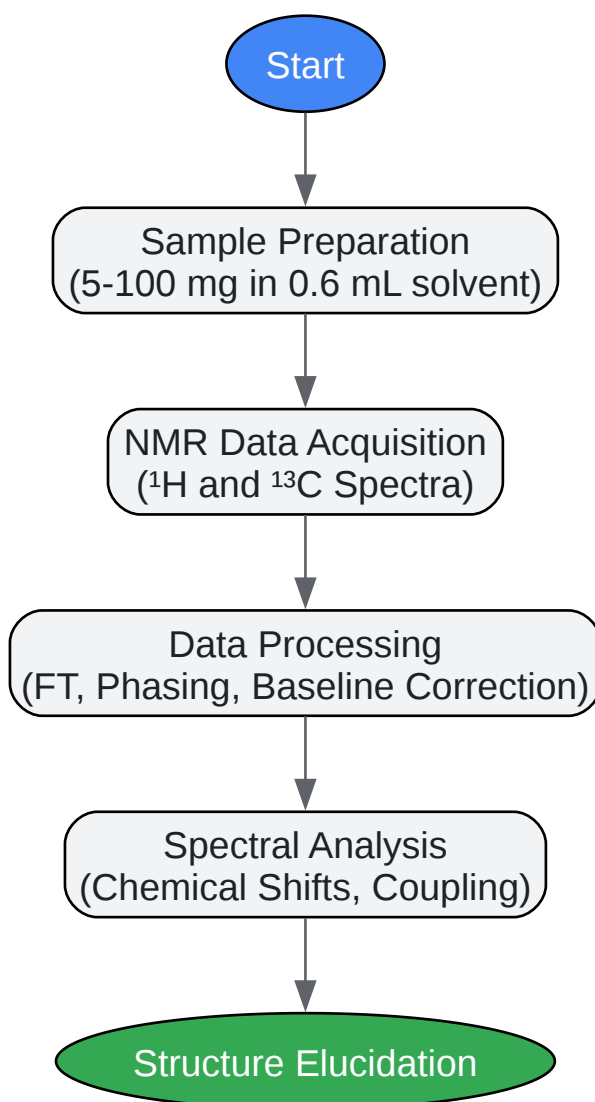 Start
Sample Preparation
(5-100 mg in 0.6 mL solvent)
NMR Data Acquisition
(¹H and ¹³C Spectra)
Data Processing
(FT, Phasing, Baseline Correction)
Spectral Analysis
(Chemical Shifts, Coupling)
Structure Elucidation